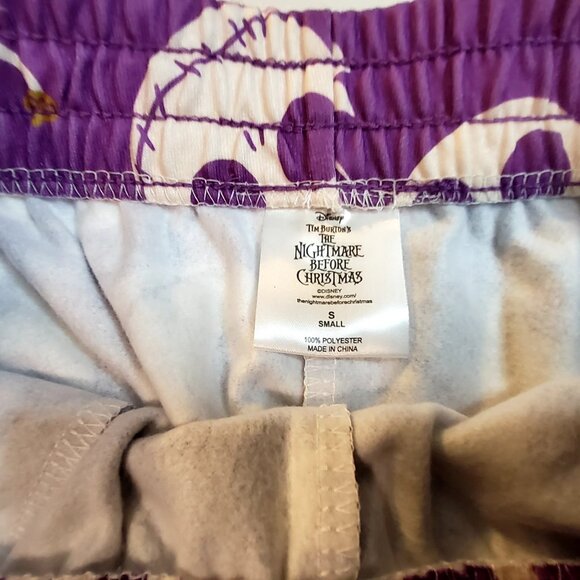 Disney
TIM BURTON'S
THE
NIGHTMARE
BEFORE
CHRISTMAS
©DISNEY
www.disney.com/
thenightmarebeforechristmas
S
SMALL
100% POLYESTER
MADE IN CHINA